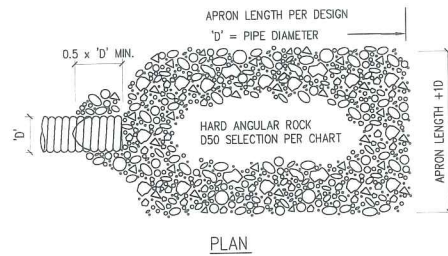 APRON LENGTH PER DESIGN
'D' = PIPE DIAMETER
0.5 x 'D' MIN.
'D'
HARD ANGULAR ROCK
D50 SELECTION PER CHART
APRON LENGTH +1D
PLAN